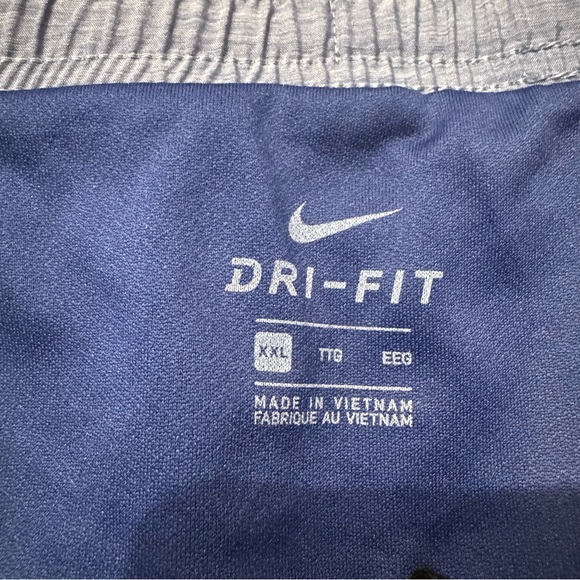 DRI-FIT
XXL TTG EEG
MADE IN VIETNAM
FABRIQUE AU VIETNAM